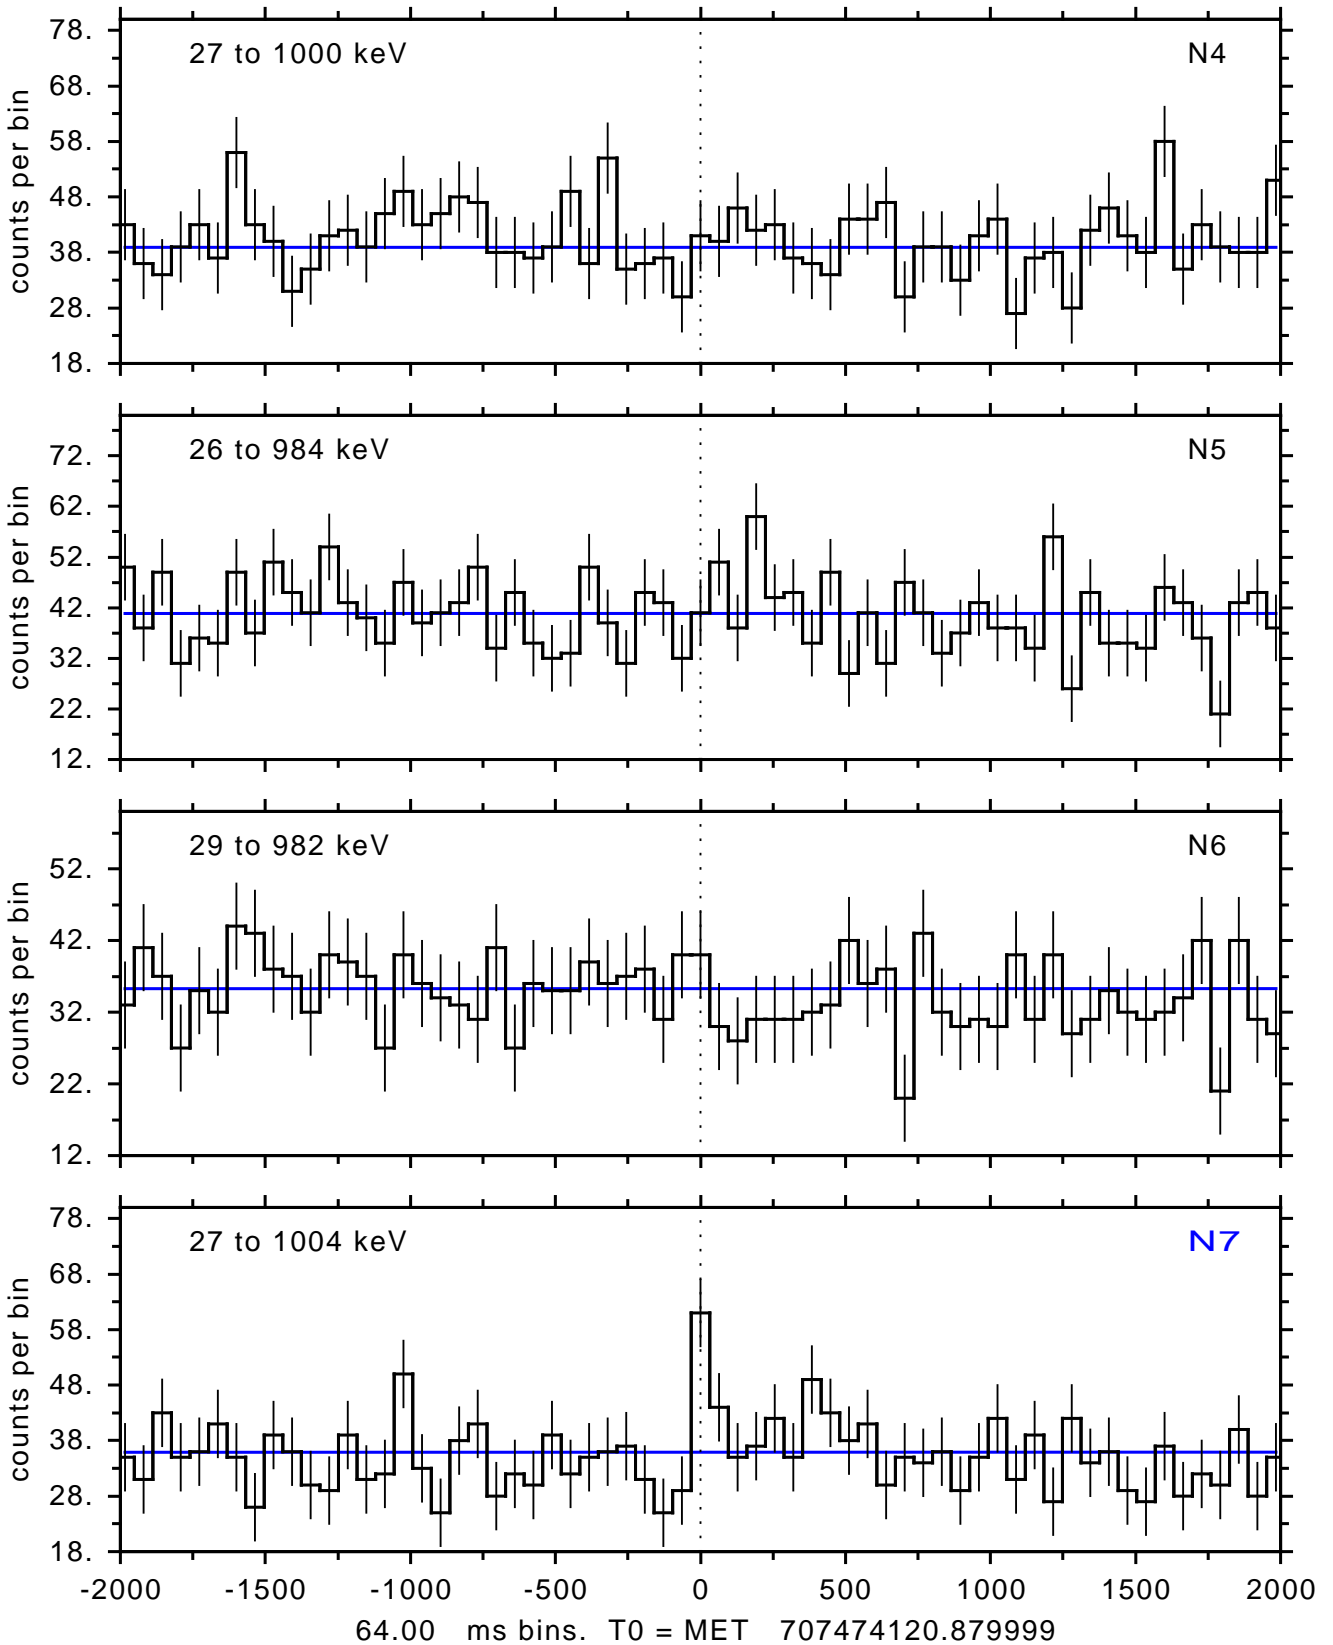 78.
27 to 1000 keV N4
68.
58.
48.
38.
28.
18.
counts per bin
26 to 984 keV N5
72.
62.
52.
42.
32.
22.
12.
counts per bin
29 to 982 keV N6
52.
42.
32.
22.
12.
counts per bin
78.
27 to 1004 keV N7
68.
58.
48.
38.
28.
18.
counts per bin
-2000 -1500 -1000 -500 0 500 1000 1500 2000
64.00 ms bins. T0 = MET 707474120.879999